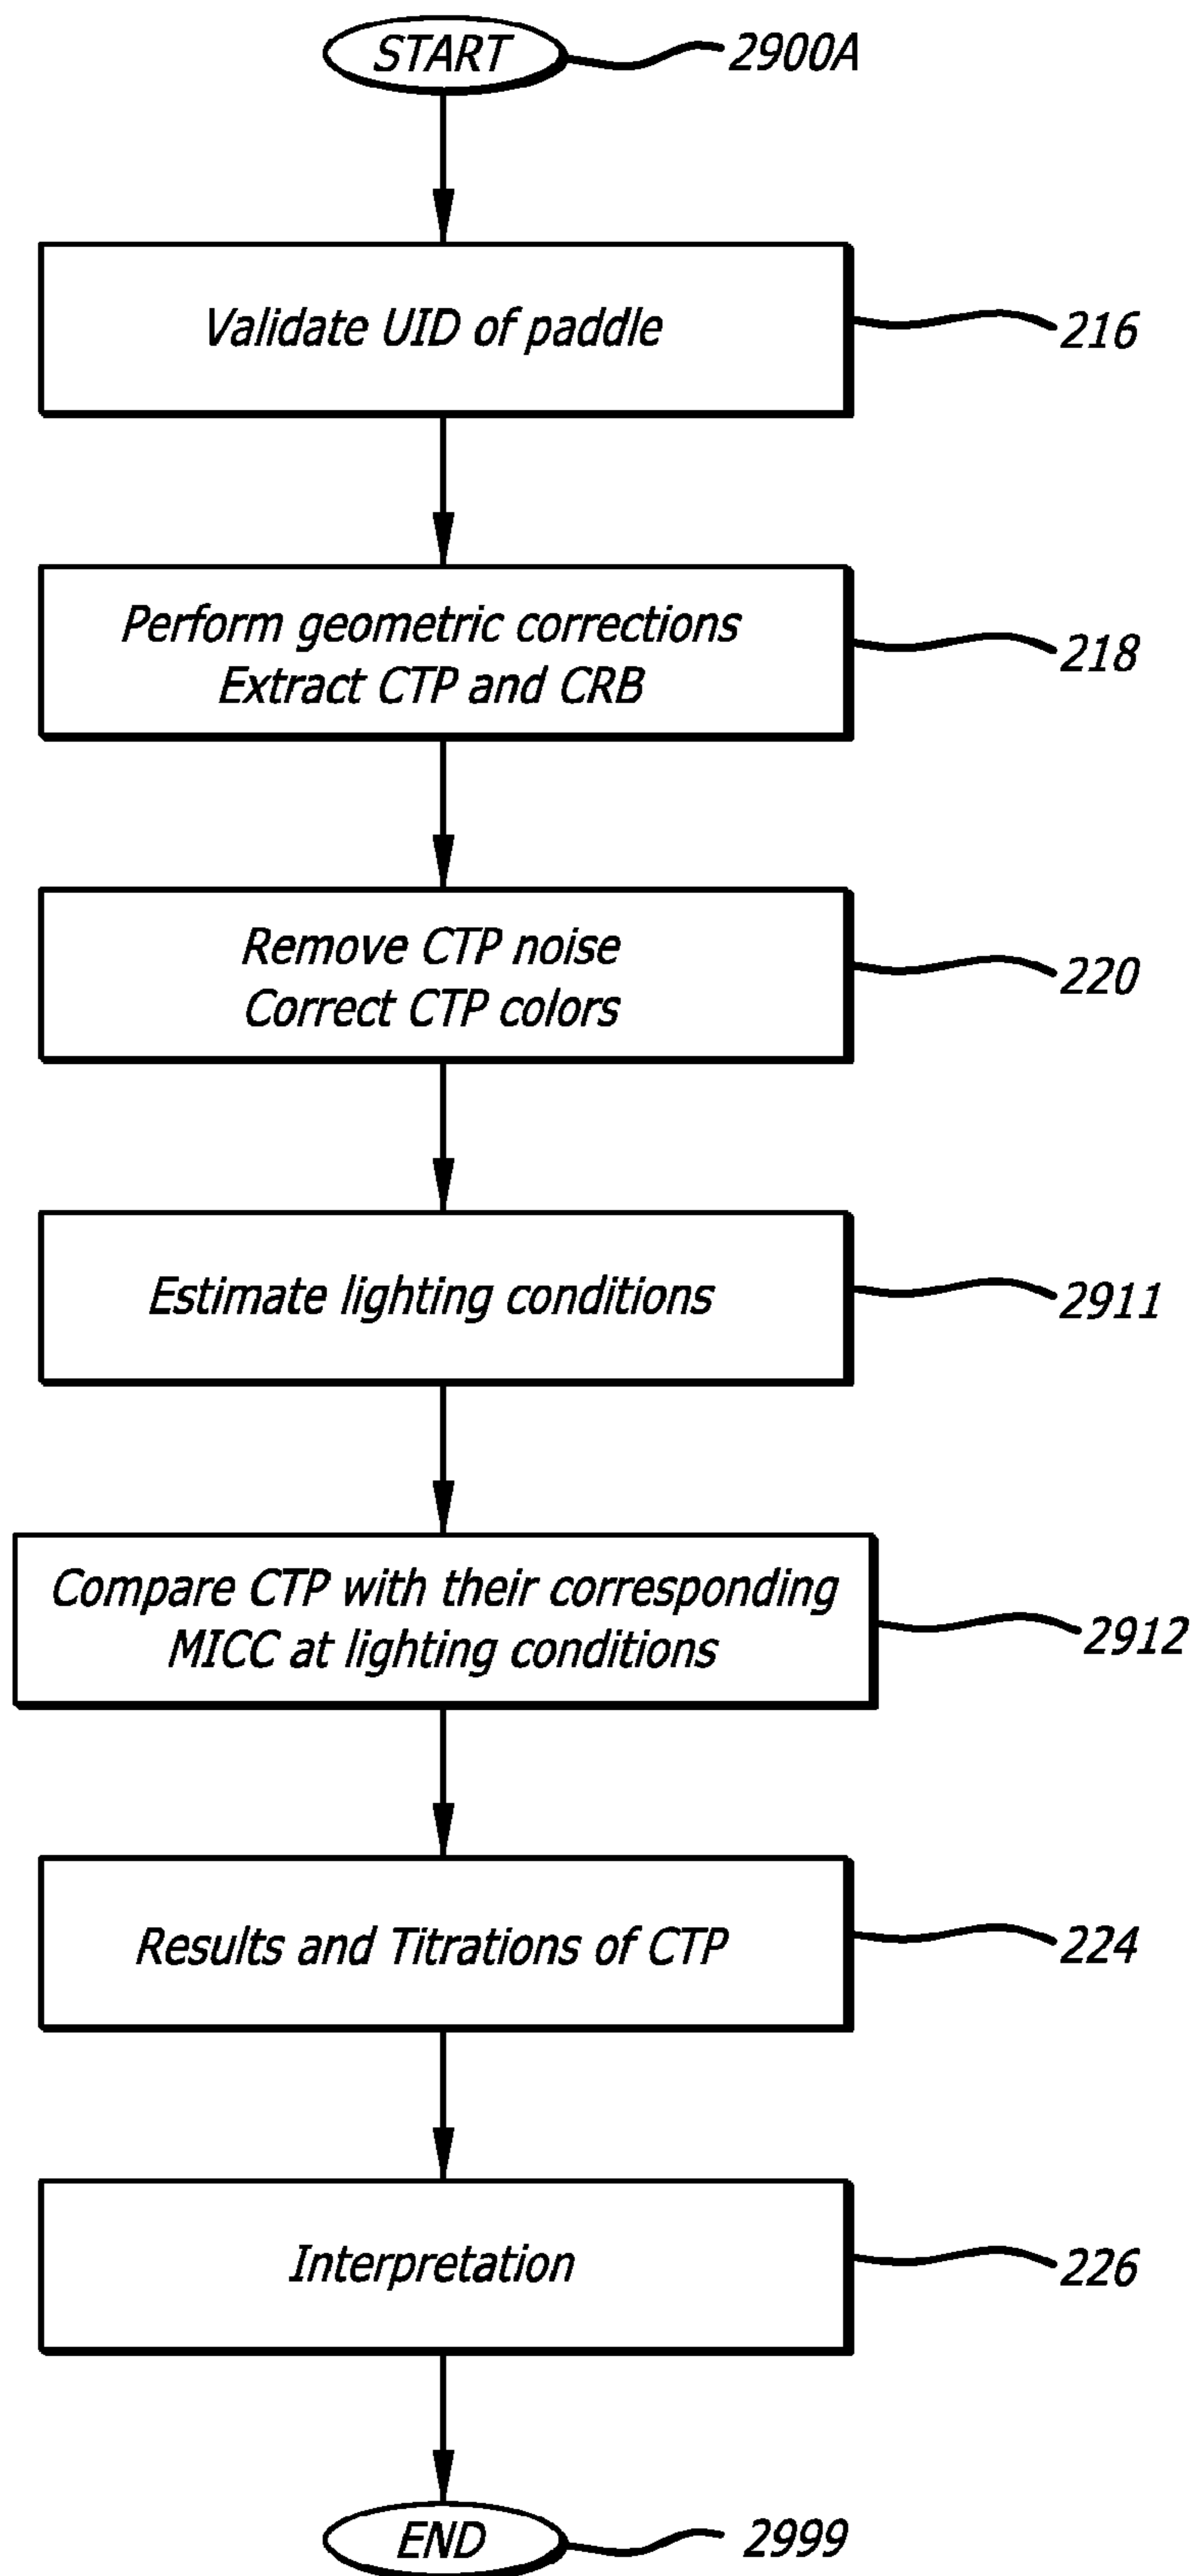 START
2900A
Validate UID of paddle
216
Perform geometric corrections
Extract CTP and CRB
218
Remove CTP noise
Correct CTP colors
220
Estimate lighting conditions
2911
Compare CTP with their corresponding
MICC at lighting conditions
2912
Results and Titrations of CTP
224
Interpretation
226
END
2999